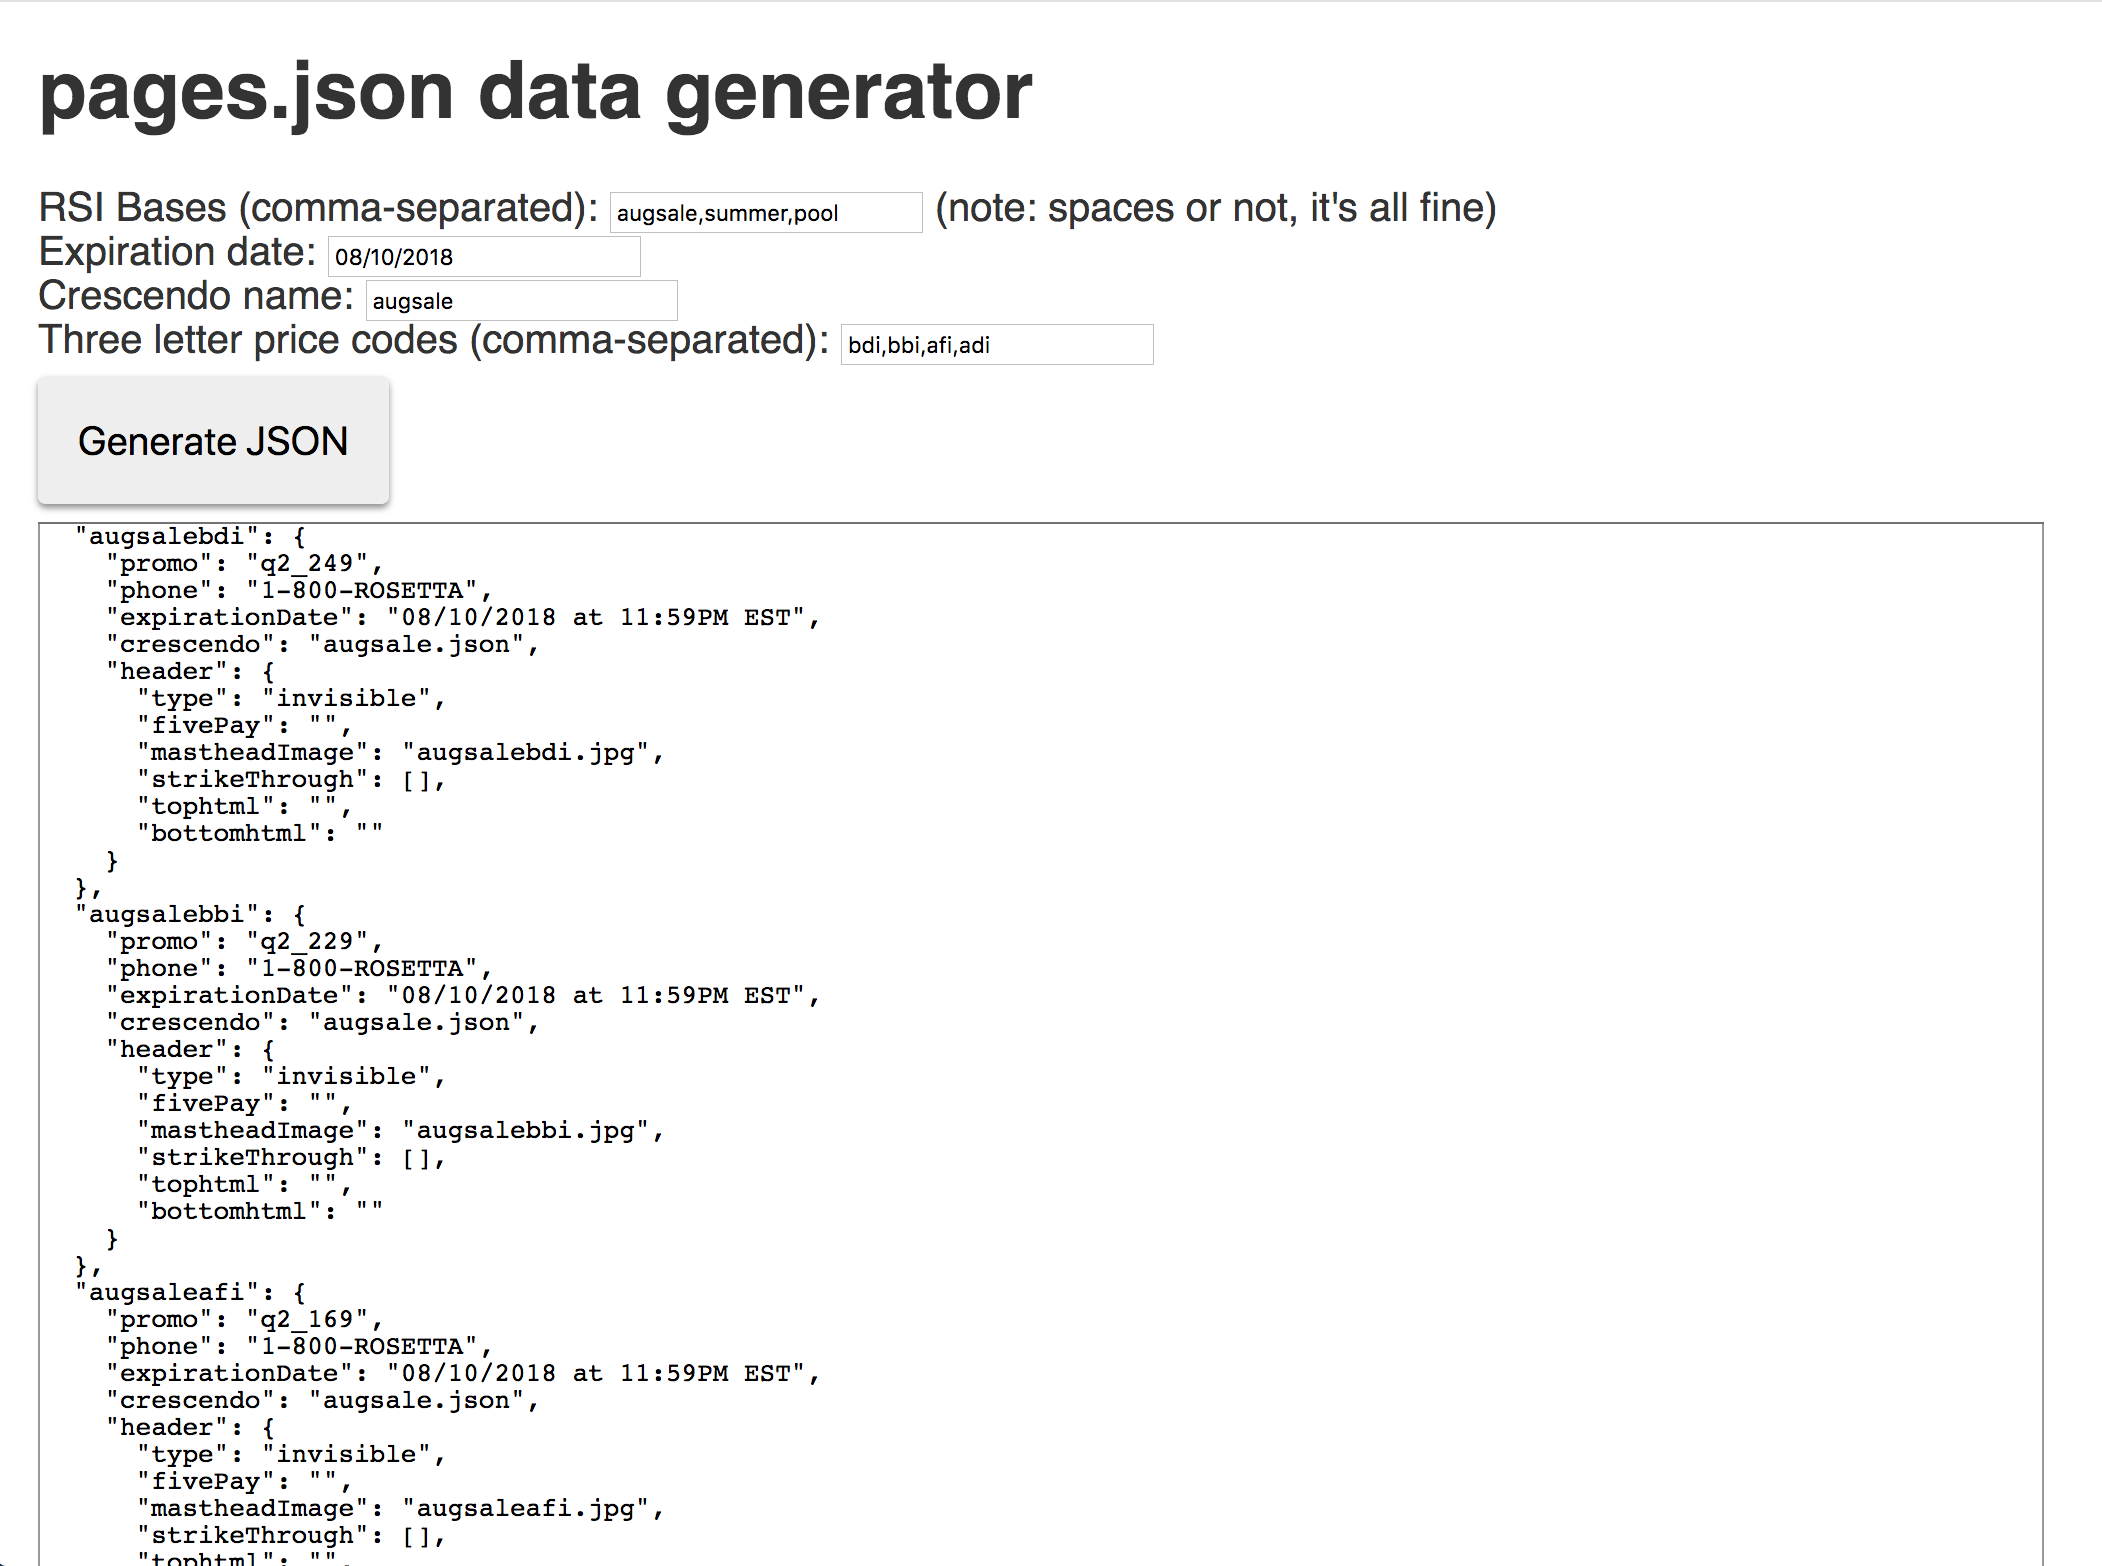 pages.json data generator
RSI Bases (comma-separated): augsale,summer,pool (note: spaces or not, it's all fine)
Expiration date: 08/10/2018
Crescendo name: augsale
Three letter price codes (comma-separated): bdi,bbi,afi,adi
Generate JSON
"augsalebdi": {
"promo": "q2_249",
"phone": "1-800-ROSETTA",
"expirationDate": "08/10/2018 at 11:59PM EST",
"crescendo": "augsale.json",
"header": {
"type": "invisible",
"fivePay": "",
"mastheadImage": "augsalebdi.jpg",
"strikeThrough": [],
"tophtml": "",
"bottomhtml": ""
}
},
"augsalebbi": {
"promo": "q2_229",
"phone": "1-800-ROSETTA",
"expirationDate": "08/10/2018 at 11:59PM EST",
"crescendo": "augsale.json",
"header": {
"type": "invisible",
"fivePay": "",
"mastheadImage": "augsalebbi.jpg",
"strikeThrough": [],
"tophtml": "",
"bottomhtml": ""
}
},
"augsaleafi": {
"promo": "q2_169",
"phone": "1-800-ROSETTA",
"expirationDate": "08/10/2018 at 11:59PM EST",
"crescendo": "augsale.json",
"header": {
"type": "invisible",
"fivePay": "",
"mastheadImage": "augsaleafi.jpg",
"strikeThrough": [],
"tophtml": "",